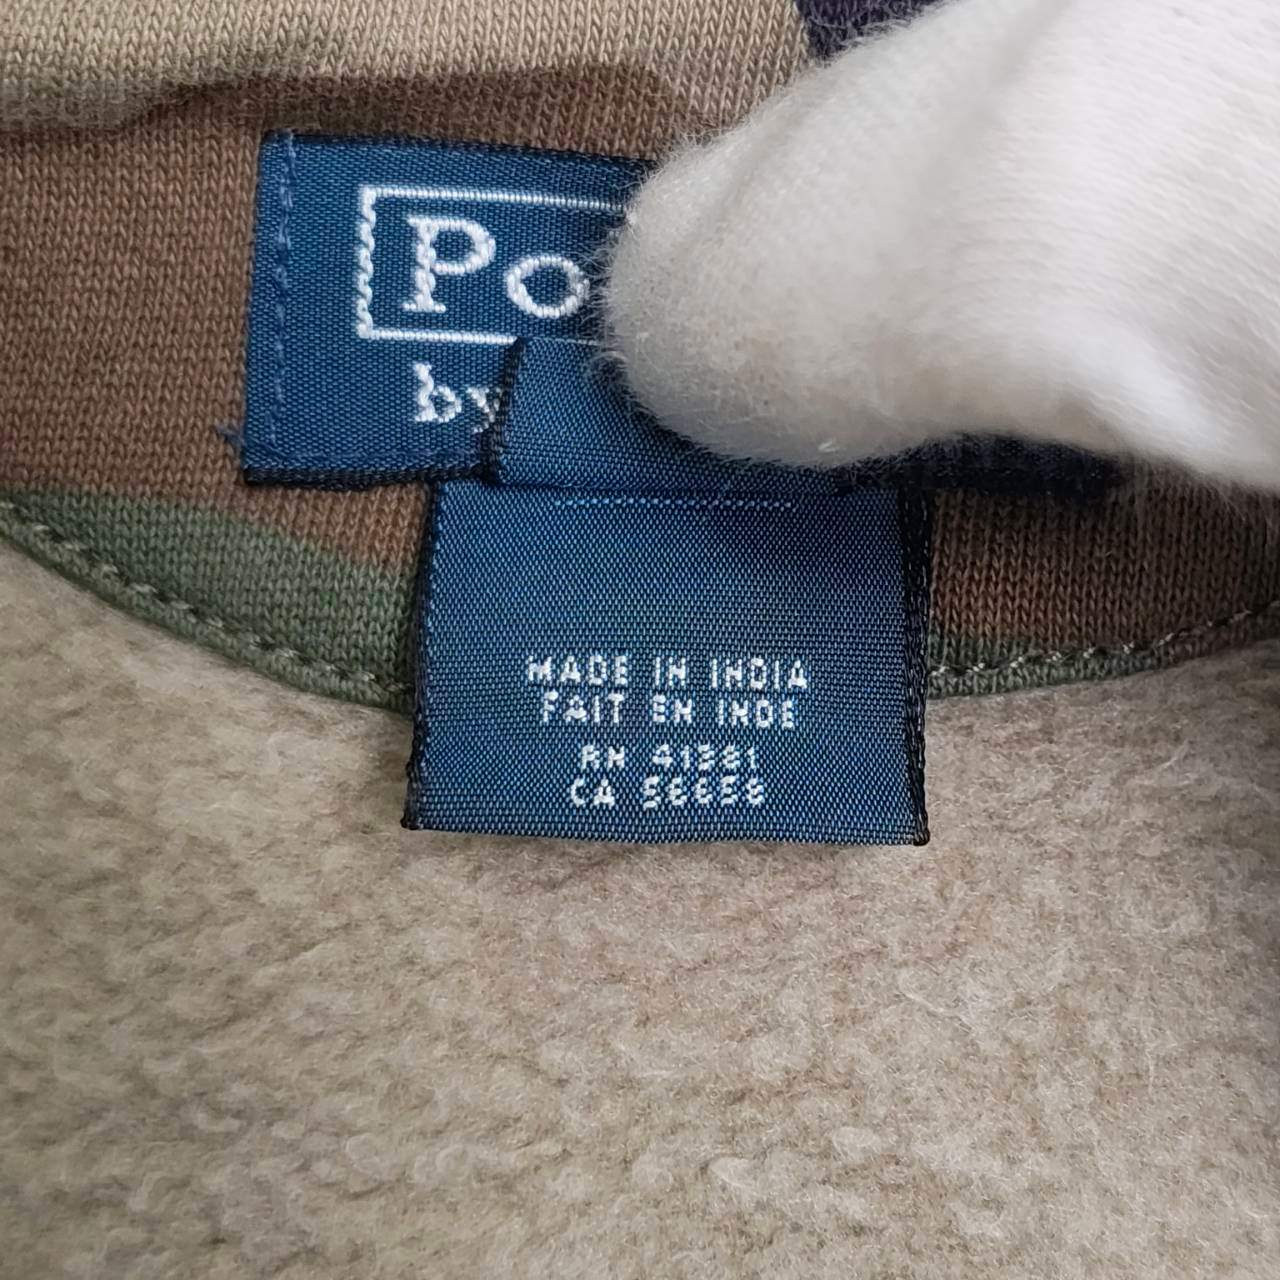 Po
by
MADE IN INDIA
FAIT EN INDE
RN 41381
CA 56658